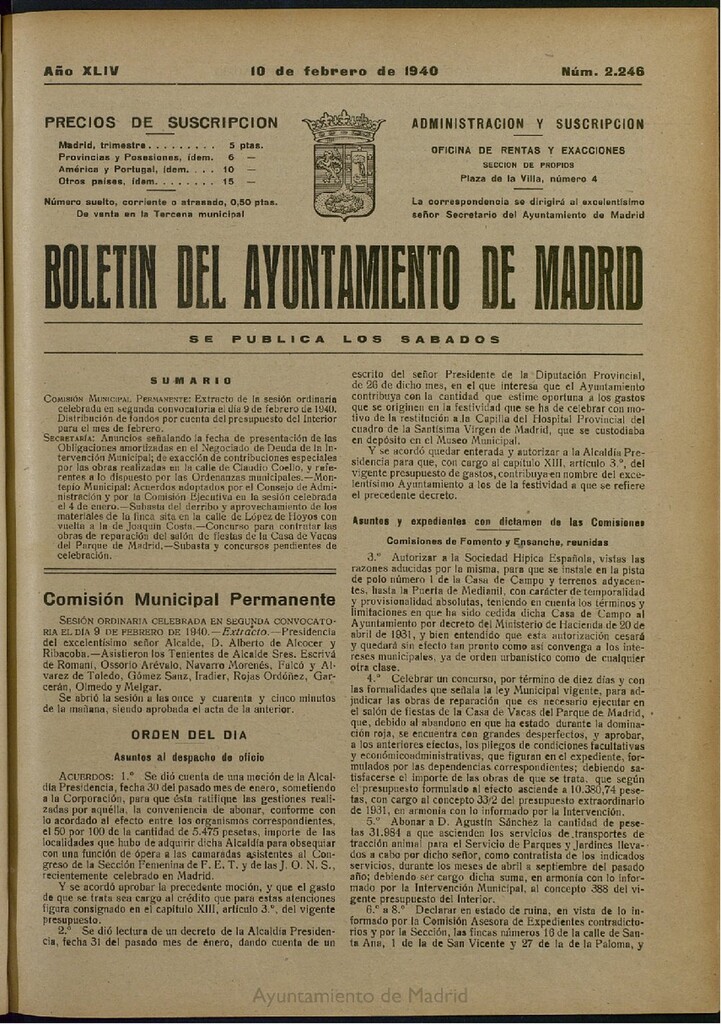 Año XLIV 10 de febrero de 1940 Núm. 2.246
PRECIOS DE SUSCRIPCION
Madrid, trimestre......... 5 ptas.
Provincias y Posesiones, ídem. 6 —
América y Portugal, ídem.... 10 —
Otros países, ídem........ 15 —
Número suelto, corriente o atrasado, 0,50 ptas.
De venta en la Tercena municipal
ADMINISTRACION Y SUSCRIPCION
OFICINA DE RENTAS Y EXACCIONES
SECCION DE PROPIOS
Plaza de la Villa, número 4
La correspondencia se dirigirá al excelentísimo
señor Secretario del Ayuntamiento de Madrid
BOLETIN DEL AYUNTAMIENTO DE MADRID
SE PUBLICA LOS SABADOS
SUMARIO
COMISIÓN MUNICIPAL PERMANENTE: Extracto de la sesión ordinaria
celebrada en segunda convocatoria el día 9 de febrero de 1940.
Distribución de fondos por cuenta del presupuesto del Interior
para el mes de febrero.
SECRETARÍA: Anuncios señalando la fecha de presentación de las
Obligaciones amortizadas en el Negociado de Deuda de la In-
tervención Municipal; de exacción de contribuciones especiales
por las obras realizadas en la calle de Claudio Coello, y refe-
rentes a lo dispuesto por las Ordenanzas municipales.—Mon-
tepío Municipal: Acuerdos adoptados por el Consejo de Admi-
nistración y por la Comisión Ejecutiva en la sesión celebrada
el 4 de enero.—Subasta del derribo y aprovechamiento de los
materiales de la finca sita en la calle de López de Hoyos con
vuelta a la de Joaquín Costa.—Concurso para contratar las
obras de reparación del salón de fiestas de la Casa de Vacas
del Parque de Madrid.—Subasta y concursos pendientes de
celebración.
Comisión Municipal Permanente
SESIÓN ORDINARIA CELEBRADA EN SEGUNDA CONVOCATO-
RIA EL DÍA 9 DE FEBRERO DE 1940.—Extracto.—Presidencia
del excelentísimo señor Alcalde, D. Alberto de Alcocer y
Ribacoba.—Asistieron los Tenientes de Alcalde Sres. Escrivá
de Romaní, Ossorio Arévalo, Navarro Morenés, Falcó y Al-
varez de Toledo, Gómez Sanz, Iradier, Rojas Ordóñez, Gar-
cerán, Olmedo y Melgar.
Se abrió la sesión a las once y cuarenta y cinco minutos
de la mañana, siendo aprobada el acta de la anterior.
ORDEN DEL DIA
Asuntos al despacho de oficio
ACUERDOS: 1.° Se dió cuenta de una moción de la Alcal-
día Presidencia, fecha 30 del pasado mes de enero, sometiendo
a la Corporación, para que ésta ratifique las gestiones reali-
zadas por aquélla, la conveniencia de abonar, conforme con
lo acordado al efecto entre los organismos correspondientes,
el 50 por 100 de la cantidad de 5.475 pesetas, importe de las
localidades que hubo de adquirir dicha Alcaldía para obsequiar
con una función de ópera a las camaradas asistentes al Con-
greso de la Sección Femenina de F. E. T. y de las J. O. N. S.,
recientemente celebrado en Madrid.
Y se acordó aprobar la precedente moción, y que el gasto
de que se trata sea cargo al crédito que para estas atenciones
figura consignado en el capítulo XIII, artículo 3.°, del vigente
presupuesto.
2.° Se dió lectura de un decreto de la Alcaldía Presiden-
cia, fecha 31 del pasado mes de enero, dando cuenta de un
escrito del señor Presidente de la Diputación Provincial,
de 26 de dicho mes, en el que interesa que el Ayuntamiento
contribuya con la cantidad que estime oportuna a los gastos
que se originen en la festividad que se ha de celebrar con mo-
tivo de la restitución a la Capilla del Hospital Provincial del
cuadro de la Santísima Virgen de Madrid, que se custodiaba
en depósito en el Museo Municipal.
Y se acordó quedar enterada y autorizar a la Alcaldía Pre-
sidencia para que, con cargo al capítulo XIII, artículo 3.°, del
vigente presupuesto de gastos, contribuya en nombre del exce-
lentísimo Ayuntamiento a los de la festividad a que se refiere
el precedente decreto.
Asuntos y expedientes con dictamen de las Comisiones
Comisiones de Fomento y Ensanche, reunidas
3.° Autorizar a la Sociedad Hípica Española, vistas las
razones aducidas por la misma, para que se instale en la pista
de polo número 1 de la Casa de Campo y terrenos adyacen-
tes, hasta la Puerta de Medianil, con carácter de temporalidad
y provisionalidad absolutas, teniendo en cuenta los términos y
limitaciones en que ha sido cedida dicha Casa de Campo al
Ayuntamiento por decreto del Ministerio de Hacienda de 20 de
abril de 1931, y bien entendido que esta autorización cesará
y quedará sin efecto tan pronto como así convenga a los inte-
reses municipales, ya de orden urbanístico como de cualquier
otra clase.
4.° Celebrar un concurso, por término de diez días y con
las formalidades que señala la ley Municipal vigente, para ad-
judicar las obras de reparación que es necesario ejecutar en
el salón de fiestas de la Casa de Vacas del Parque de Madrid,
que, debido al abandono en que ha estado durante la domina-
ción roja, se encuentra con grandes desperfectos, y aprobar,
a los anteriores efectos, los pliegos de condiciones facultativas
y económicoadministrativas, que figuran en el expediente, for-
mulados por las dependencias correspondientes; debiendo sa-
tisfacerse el importe de las obras de que se trata, que según
el presupuesto formulado al efecto asciende a 10.380,74 pese-
tas, con cargo al concepto 33/2 del presupuesto extraordinario
de 1931, en armonía con lo informado por la Intervención.
5.° Abonar a D. Agustín Sánchez la cantidad de pese-
tas 31.984 a que ascienden los servicios de transportes de
tracción animal para el Servicio de Parques y Jardines lleva-
dos a cabo por dicho señor, como contratista de los indicados
servicios, durante los meses de abril a septiembre del pasado
año; debiendo ser cargo dicha suma, en armonía con lo infor-
mado por la Intervención Municipal, al concepto 388 del vi-
gente presupuesto del Interior.
6.° a 8.° Declarar en estado de ruina, en vista de lo in-
formado por la Comisión Asesora de Expedientes contradicto-
rios y por la Sección, las fincas números 16 de la calle de San-
ta Ana, 1 de la de San Vicente y 27 de la de la Paloma, y
Ayuntamiento de Madrid